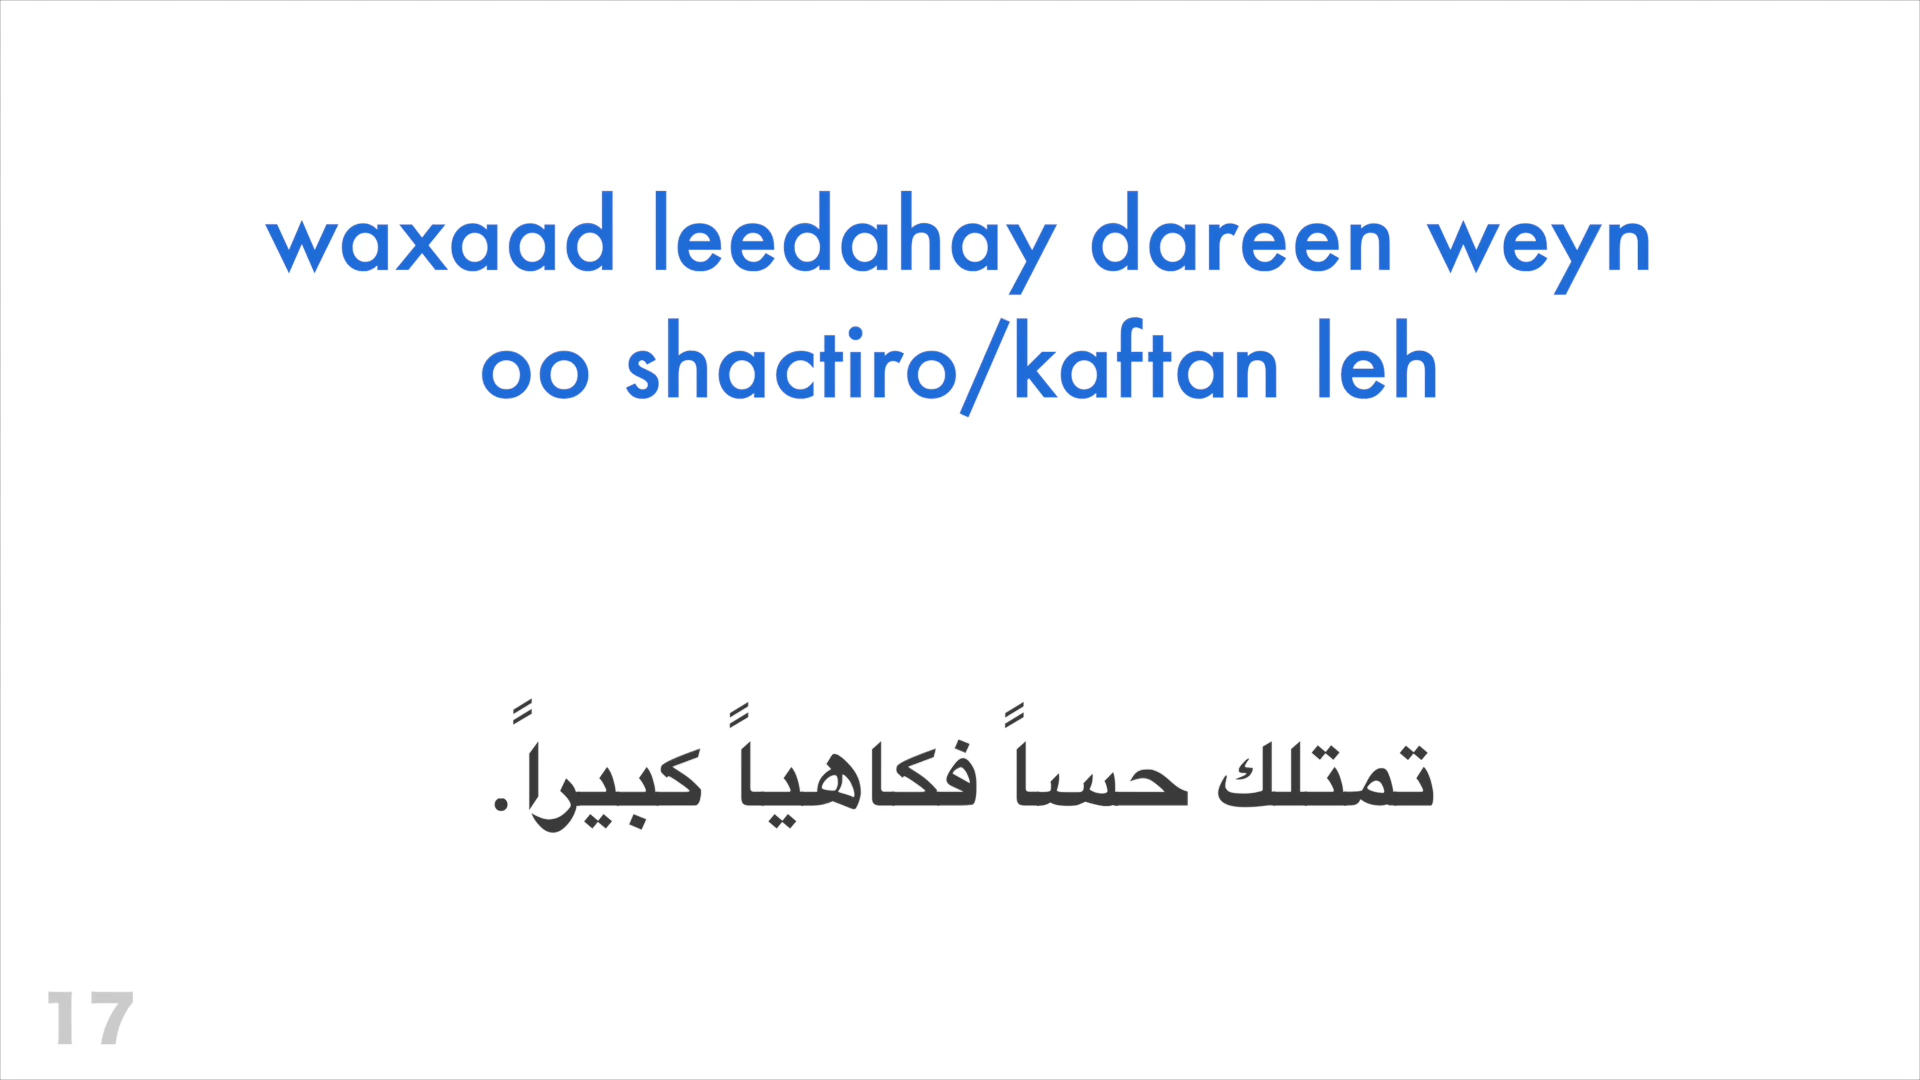 waxaad leedahay dareen weyn
oo shactiro/kaftan leh
تمتلك حساً فكاهياً كبيراً.
17